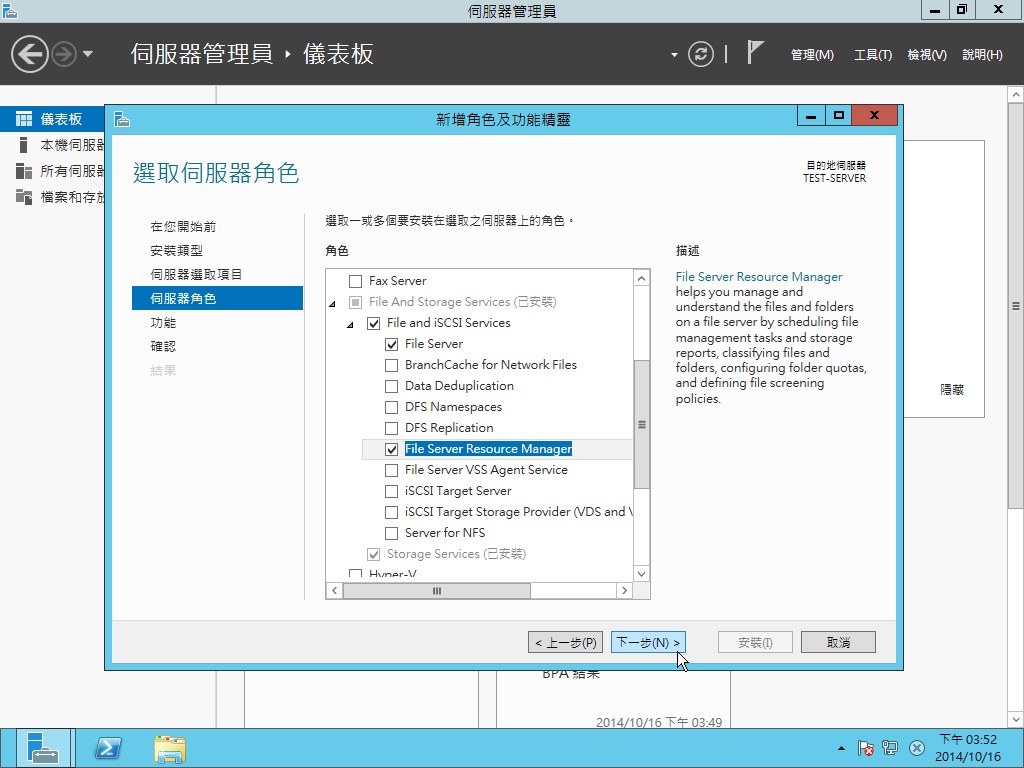 伺服器管理員
伺服器管理員 ‣ 儀表板
管理(M) 工具(T) 檢視(V) 說明(H)
儀表板
本機伺服器
所有伺服器
檔案和存放
新增角色及功能精靈
選取伺服器角色
目的地伺服器
TEST-SERVER
在您開始前
安裝類型
伺服器選取項目
伺服器角色
功能
確認
結果
選取一或多個要安裝在選取之伺服器上的角色。
角色
Fax Server
File And Storage Services (已安裝)
File and iSCSI Services
File Server
BranchCache for Network Files
Data Deduplication
DFS Namespaces
DFS Replication
File Server Resource Manager
File Server VSS Agent Service
iSCSI Target Server
iSCSI Target Storage Provider (VDS and V
Server for NFS
Storage Services (已安裝)
Hyper-V
描述
File Server Resource Manager
helps you manage and
understand the files and folders
on a file server by scheduling file
management tasks and storage
reports, classifying files and
folders, configuring folder quotas,
and defining file screening
policies.
隱藏
< 上一步(P) 下一步(N) > 安裝(I) 取消
BPA 結果
2014/10/16 下午 03:49
下午 03:52
2014/10/16